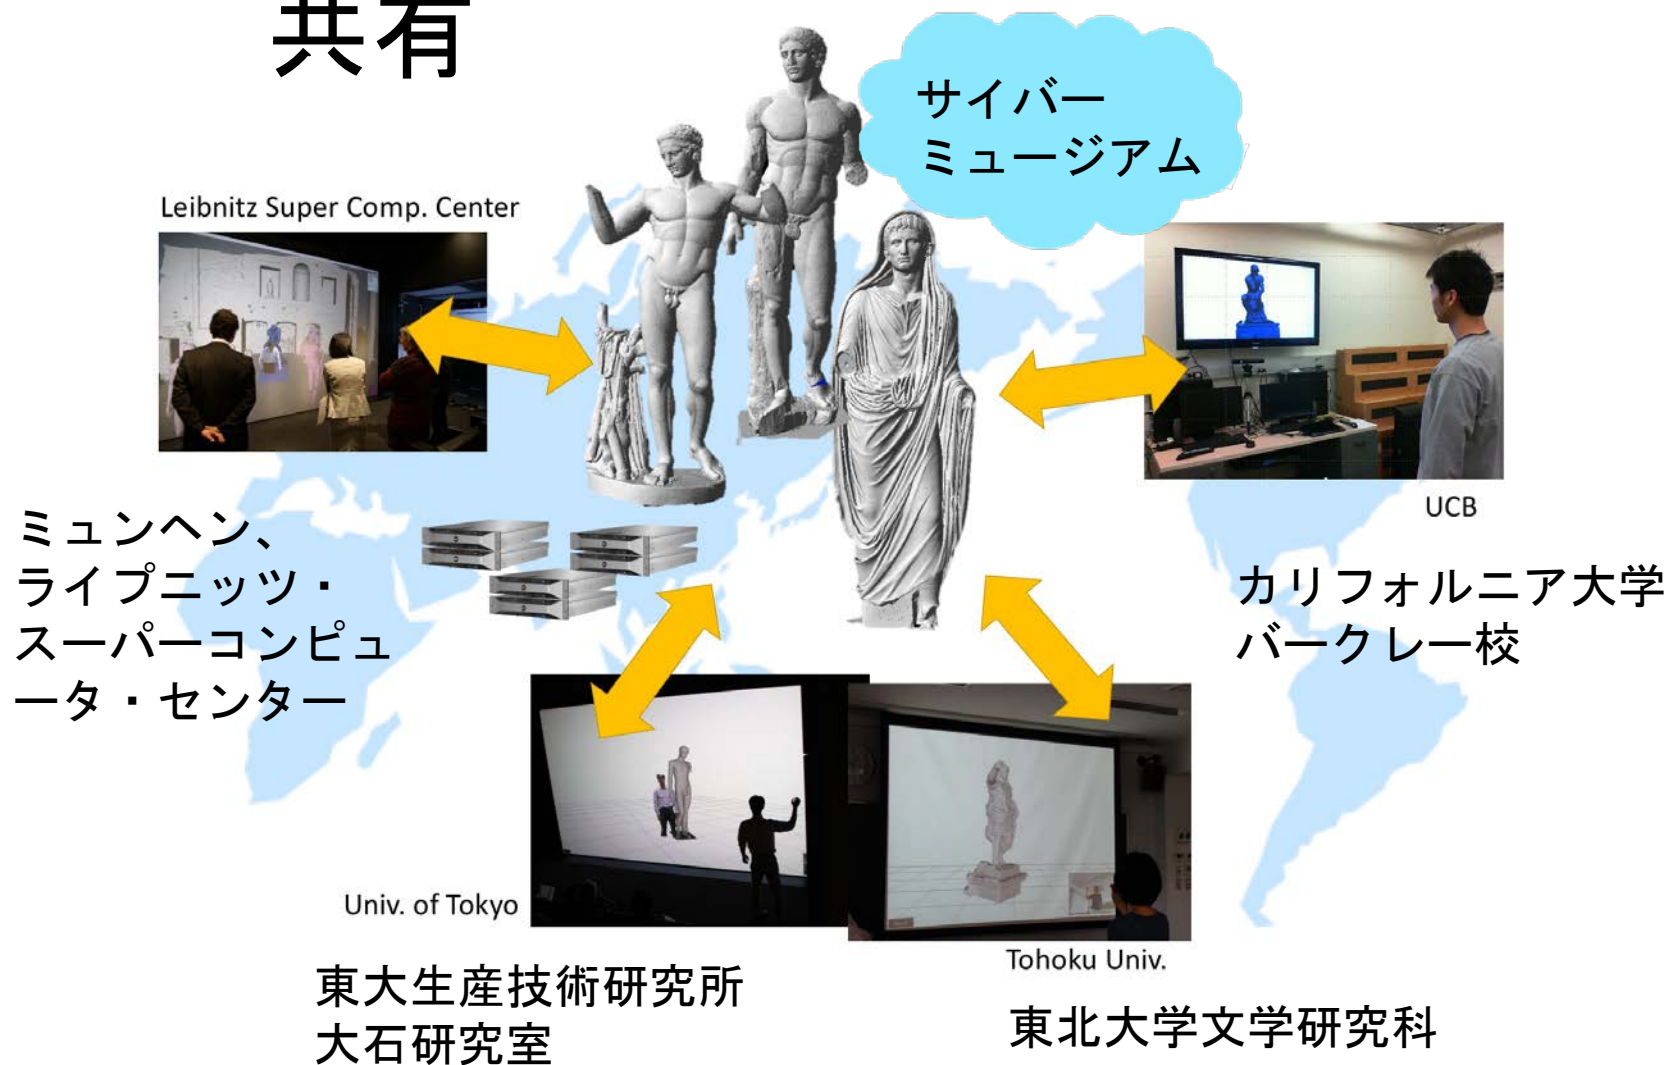 共有
サイバー
ミュージアム
Leibnitz Super Comp. Center
UCB
ミュンヘン、
ライプニッツ・
スーパーコンピュ
ータ・センター
カリフォルニア大学
バークレー校
Univ. of Tokyo
Tohoku Univ.
東大生産技術研究所
大石研究室
東北大学文学研究科